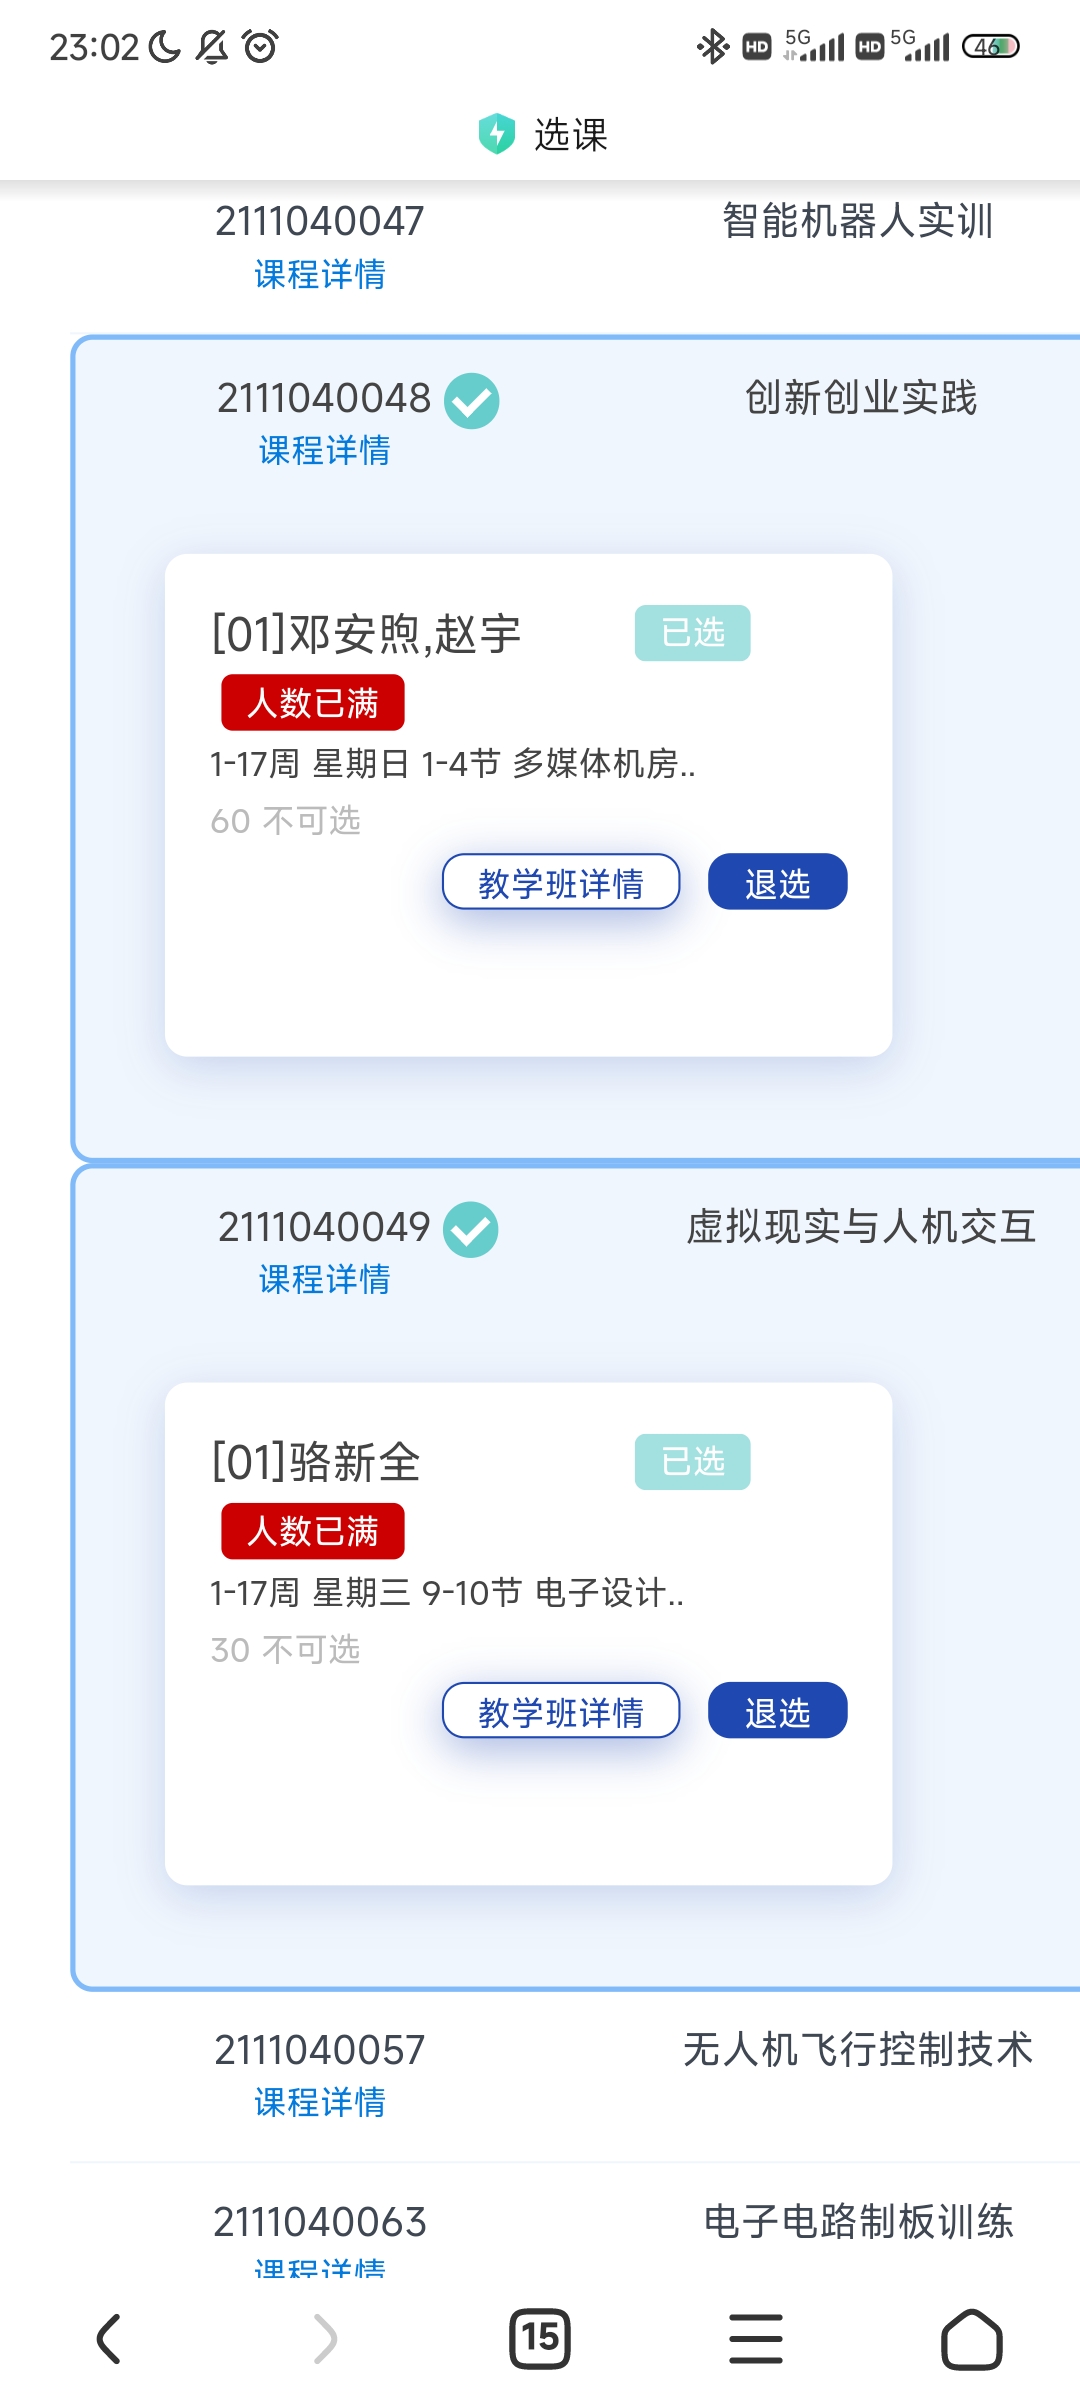 23:02 HD 5G HD 5G 46
选课
2111040047 智能机器人实训
课程详情
2111040048 创新创业实践
课程详情
[01]邓安煦,赵宇 已选
人数已满
1-17周 星期日 1-4节 多媒体机房..
60 不可选
教学班详情 退选
2111040049 虚拟现实与人机交互
课程详情
[01]骆新全 已选
人数已满
1-17周 星期三 9-10节 电子设计..
30 不可选
教学班详情 退选
2111040057 无人机飞行控制技术
课程详情
2111040063 电子电路制板训练
课程详情
15